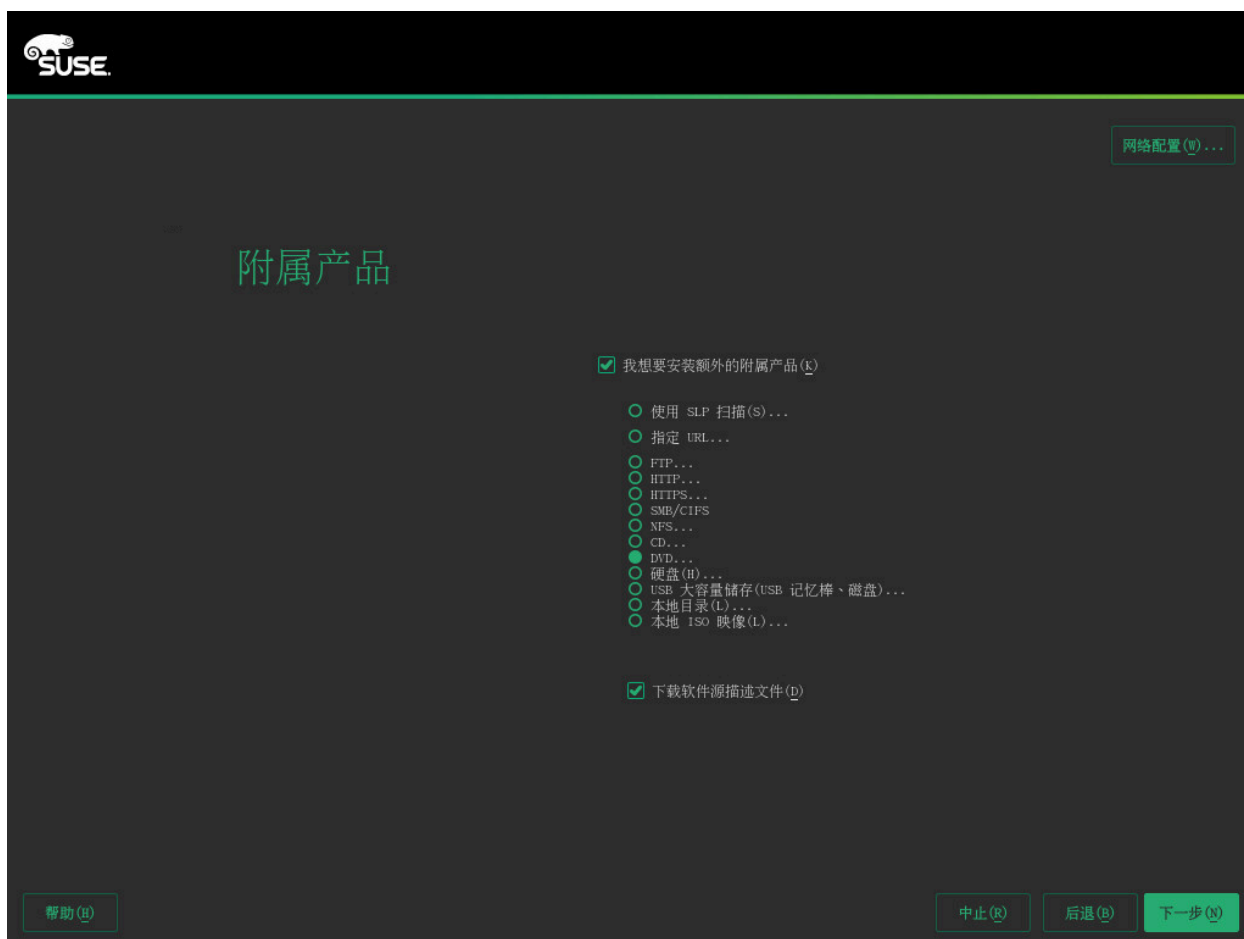 SUSE.
网络配置(W)...
附属产品
我想要安装额外的附属产品(K)
使用 SLP 扫描(S)...
指定 URL...
FTP...
HTTP...
HTTPS...
SMB/CIFS
NFS...
CD...
DVD...
硬盘(H)...
USB 大容量储存(USB 记忆棒、磁盘)...
本地目录(L)...
本地 ISO 映像(L)...
下载软件源描述文件(D)
帮助(H)
中止(R)
后退(B)
下一步(N)